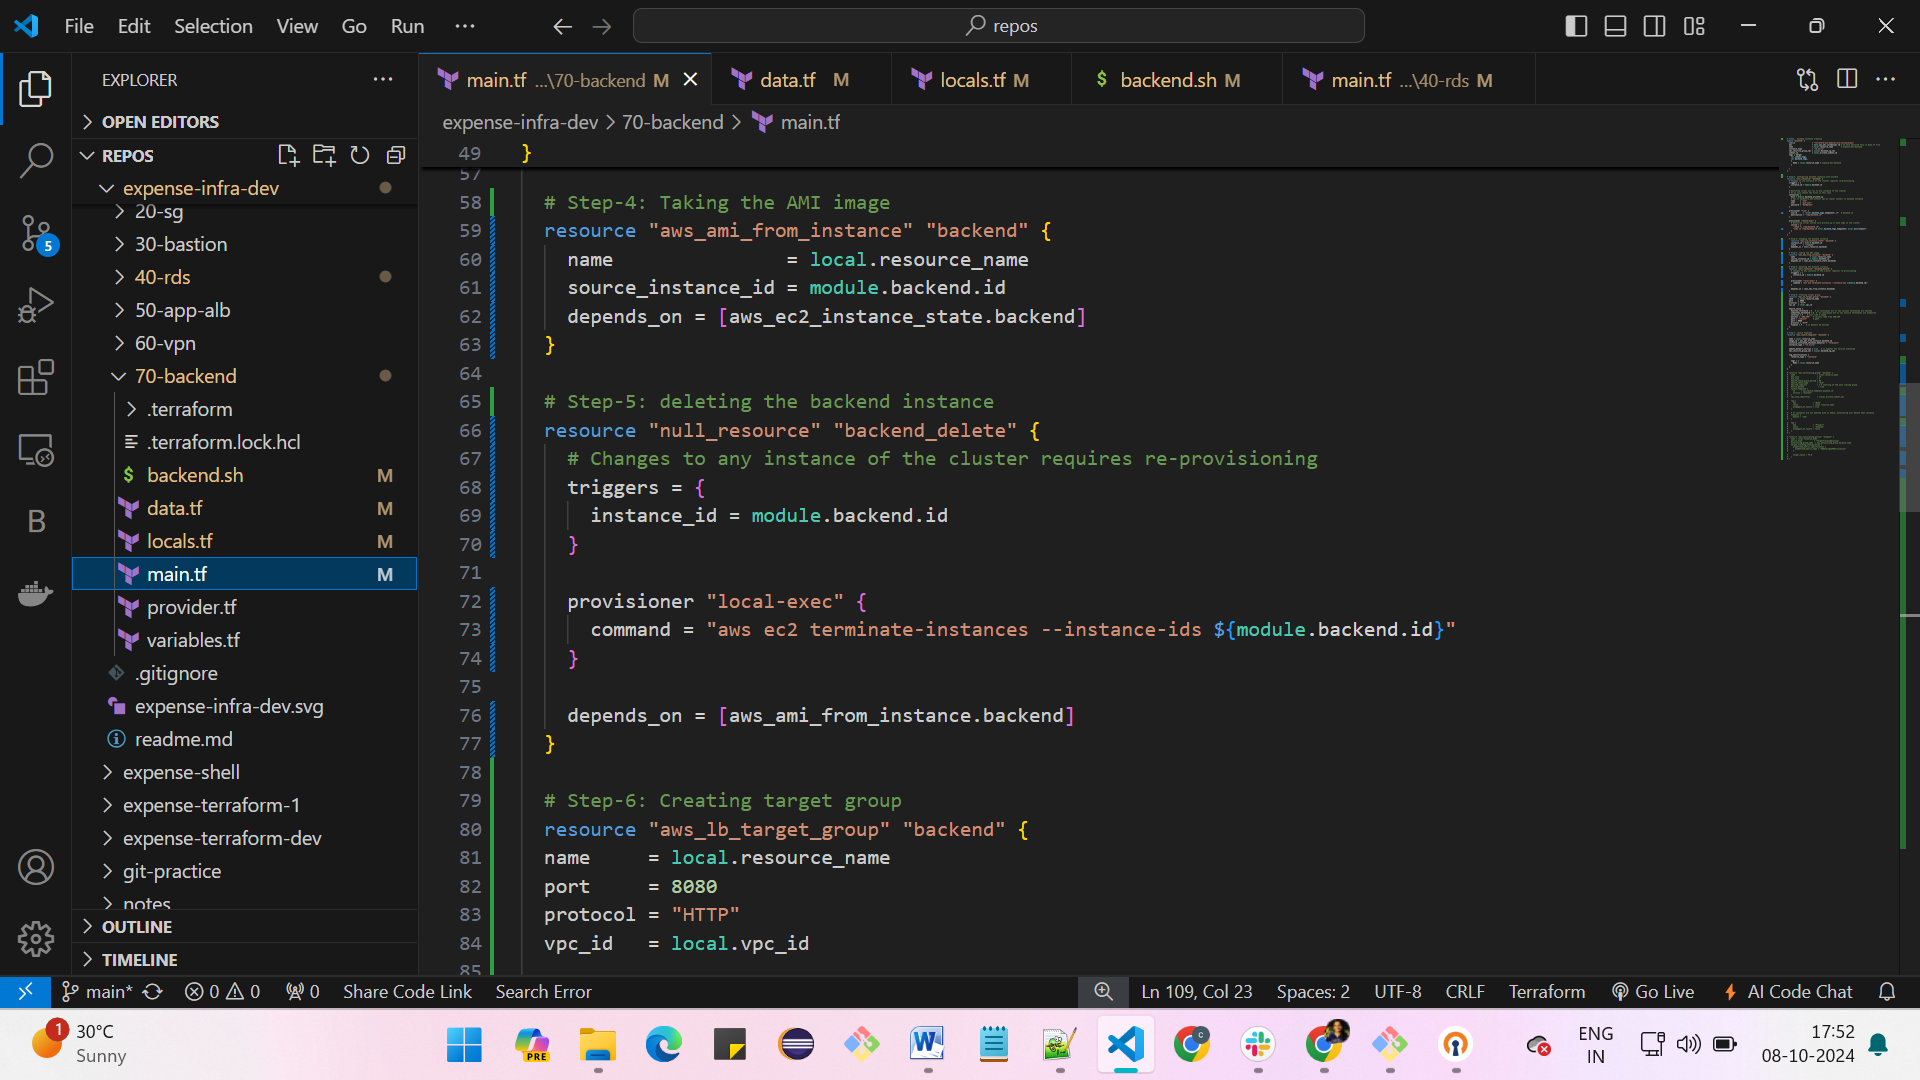 File Edit Selection View Go Run ··· repos
EXPLORER
OPEN EDITORS
REPOS
expense-infra-dev
20-sg
30-bastion
40-rds
50-app-alb
60-vpn
70-backend
.terraform
.terraform.lock.hcl
backend.sh M
data.tf M
locals.tf M
main.tf M
provider.tf
variables.tf
.gitignore
expense-infra-dev.svg
readme.md
expense-shell
expense-terraform-1
expense-terraform-dev
git-practice
notes
OUTLINE
TIMELINE
5
B
main.tf ...\70-backend M data.tf M locals.tf M $ backend.sh M main.tf ...\40-rds M
expense-infra-dev > 70-backend > main.tf
49 }
57
58 # Step-4: Taking the AMI image
59 resource "aws_ami_from_instance" "backend" {
60 name = local.resource_name
61 source_instance_id = module.backend.id
62 depends_on = [aws_ec2_instance_state.backend]
63 }
64
65 # Step-5: deleting the backend instance
66 resource "null_resource" "backend_delete" {
67 # Changes to any instance of the cluster requires re-provisioning
68 triggers = {
69 instance_id = module.backend.id
70 }
71
72 provisioner "local-exec" {
73 command = "aws ec2 terminate-instances --instance-ids ${module.backend.id}"
74 }
75
76 depends_on = [aws_ami_from_instance.backend]
77 }
78
79 # Step-6: Creating target group
80 resource "aws_lb_target_group" "backend" {
81 name = local.resource_name
82 port = 8080
83 protocol = "HTTP"
84 vpc_id = local.vpc_id
85
main* 0 0 0 Share Code Link Search Error Ln 109, Col 23 Spaces: 2 UTF-8 CRLF Terraform Go Live AI Code Chat
1 30°C
Sunny
PRE
ENG
IN
17:52
08-10-2024